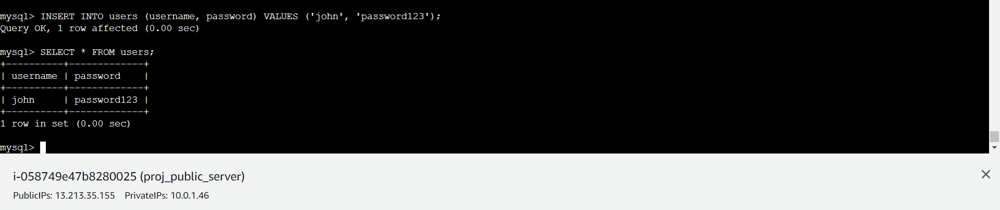 mysql> INSERT INTO users (username, password) VALUES ('john', 'password123');
Query OK, 1 row affected (0.00 sec)
mysql> SELECT * FROM users;
+----------+-------------+
| username | password    |
+----------+-------------+
| john     | password123 |
+----------+-------------+
1 row in set (0.00 sec)
mysql>
i-058749e47b8280025 (proj_public_server)
PublicIPs: 13.213.35.155 PrivateIPs: 10.0.1.46